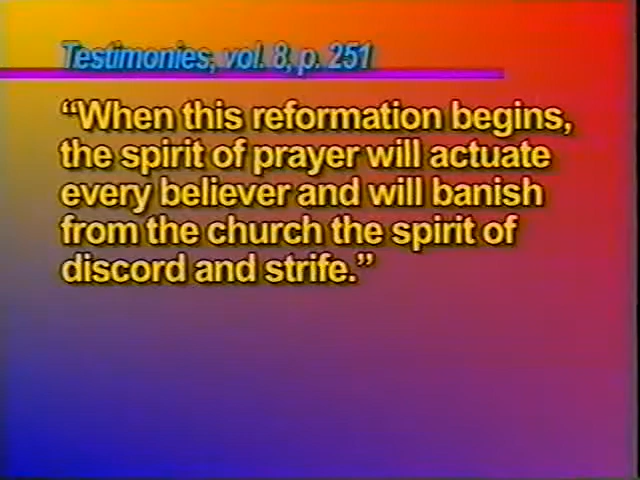 Testimonies, vol. 8, p. 251
“When this reformation begins,
the spirit of prayer will actuate
every believer and will banish
from the church the spirit of
discord and strife.”